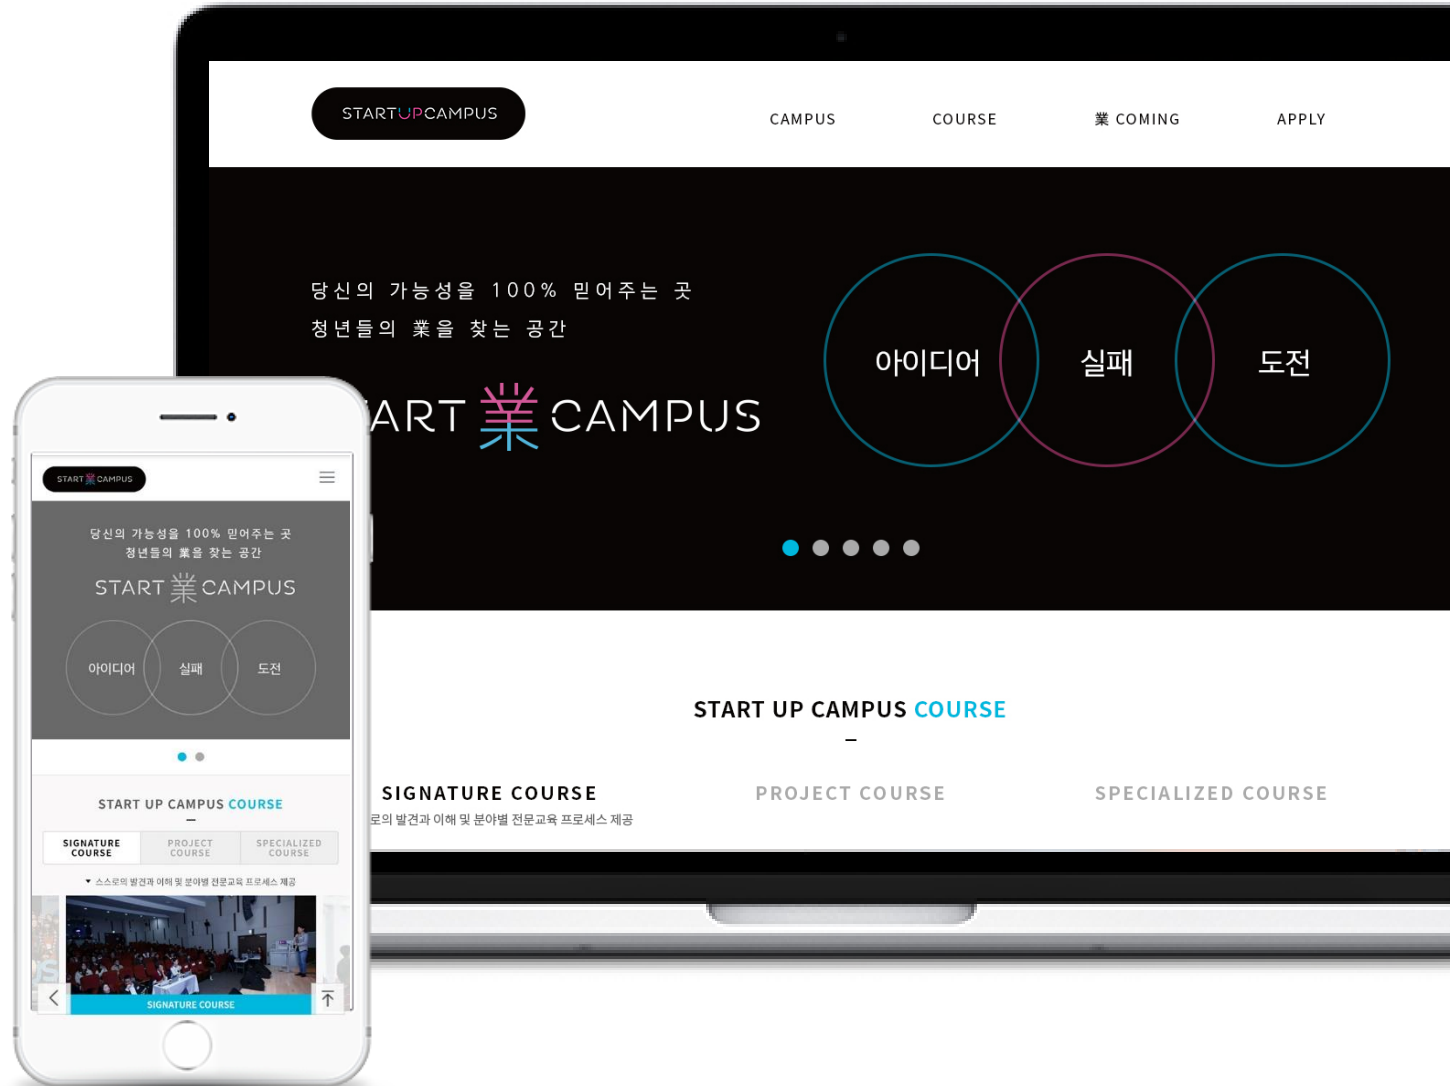 STARTUPCAMPUS
CAMPUS
COURSE
業 COMING
APPLY
당신의 가능성을 100% 믿어주는 곳
청년들의 業을 찾는 공간
ART 業 CAMPUS
아이디어
실패
도전
START UP CAMPUS COURSE
SIGNATURE COURSE
PROJECT COURSE
SPECIALIZED COURSE
로의 발견과 이해 및 분야별 전문교육 프로세스 제공
START 業 CAMPUS
당신의 가능성을 100% 믿어주는 곳
청년들의 業을 찾는 공간
START 業 CAMPUS
아이디어
실패
도전
START UP CAMPUS COURSE
SIGNATURE
COURSE
PROJECT
COURSE
SPECIALIZED
COURSE
스스로의 발견과 이해 및 분야별 전문교육 프로세스 제공
SIGNATURE COURSE